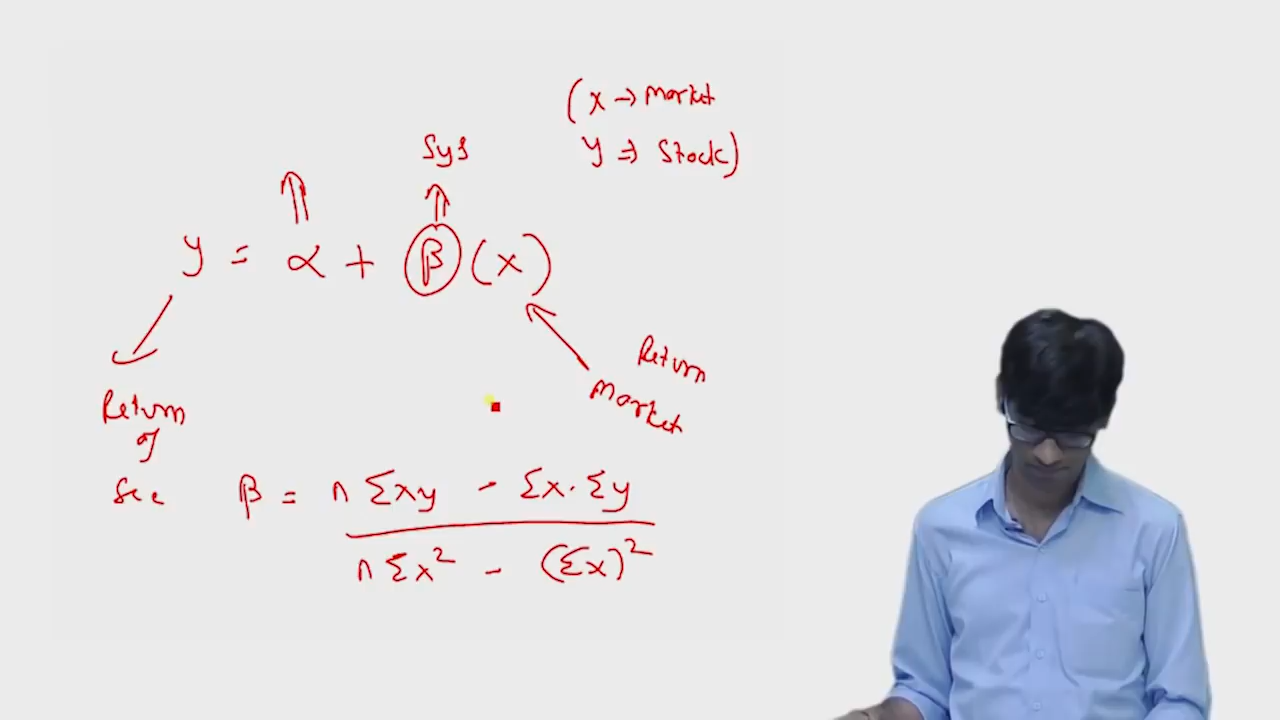 (x → market
y ⇒ stock)
Sys
y = α + β (x)
Return
market
Return
of
Sec
β = n Σxy - Σx. Σy
n Σx² - (Σx)²